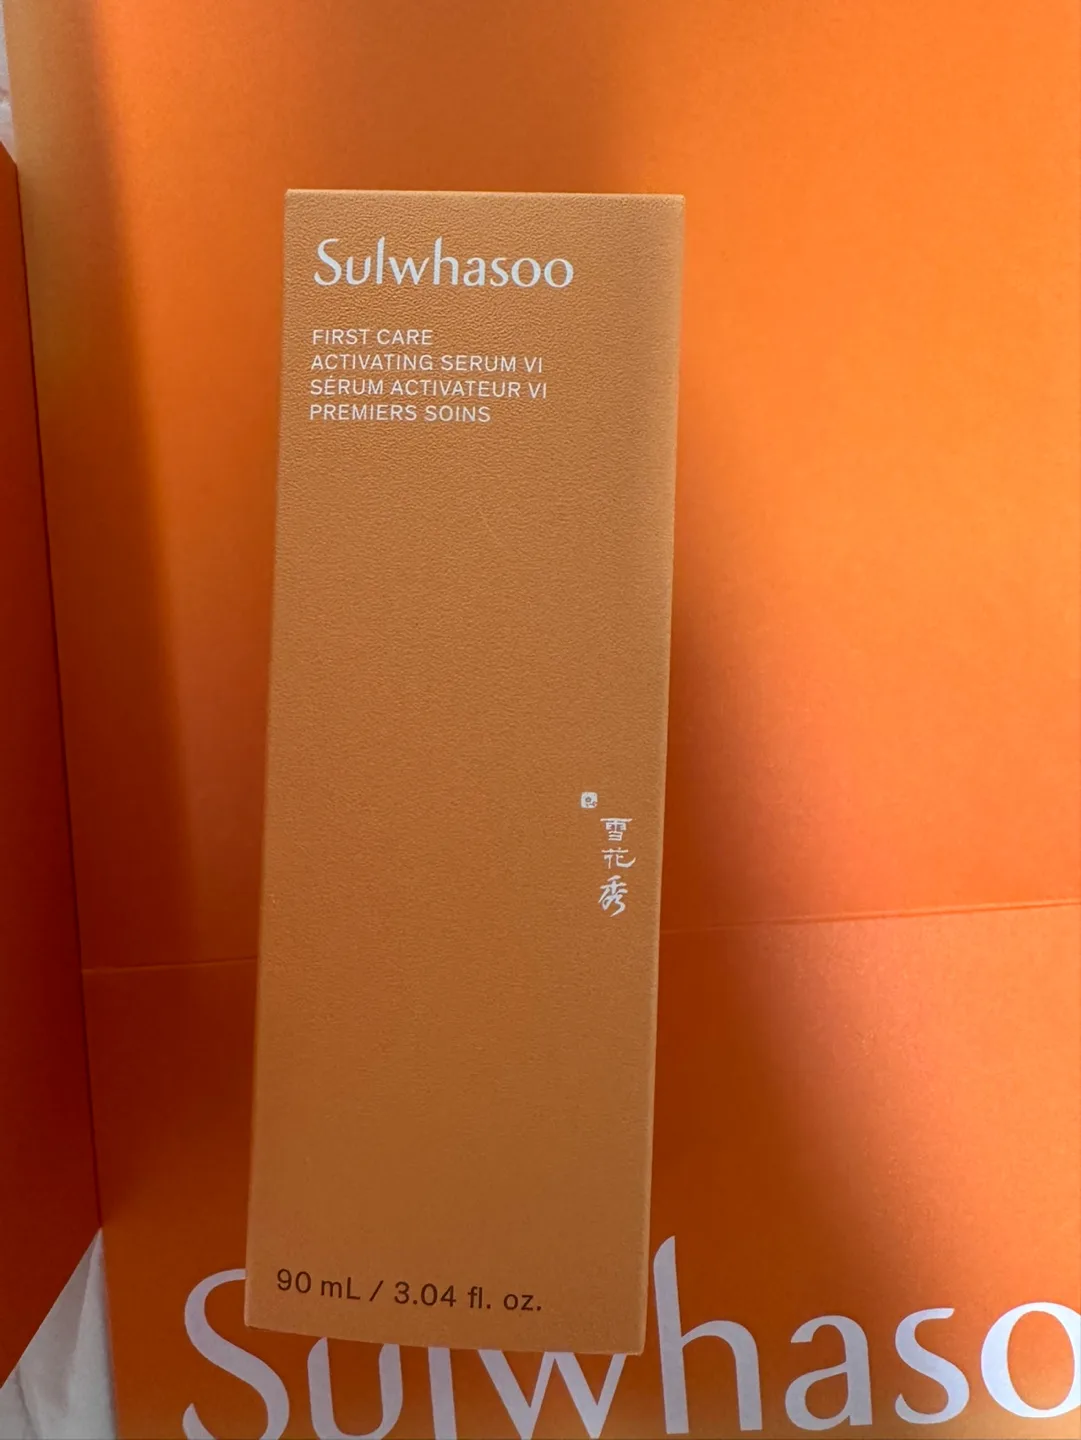 Sulwhasoo
FIRST CARE
ACTIVATING SERUM VI
SÉRUM ACTIVATEUR VI
PREMIERS SOINS
雪花秀
90 mL / 3.04 fl. oz.
Sulwhasoo